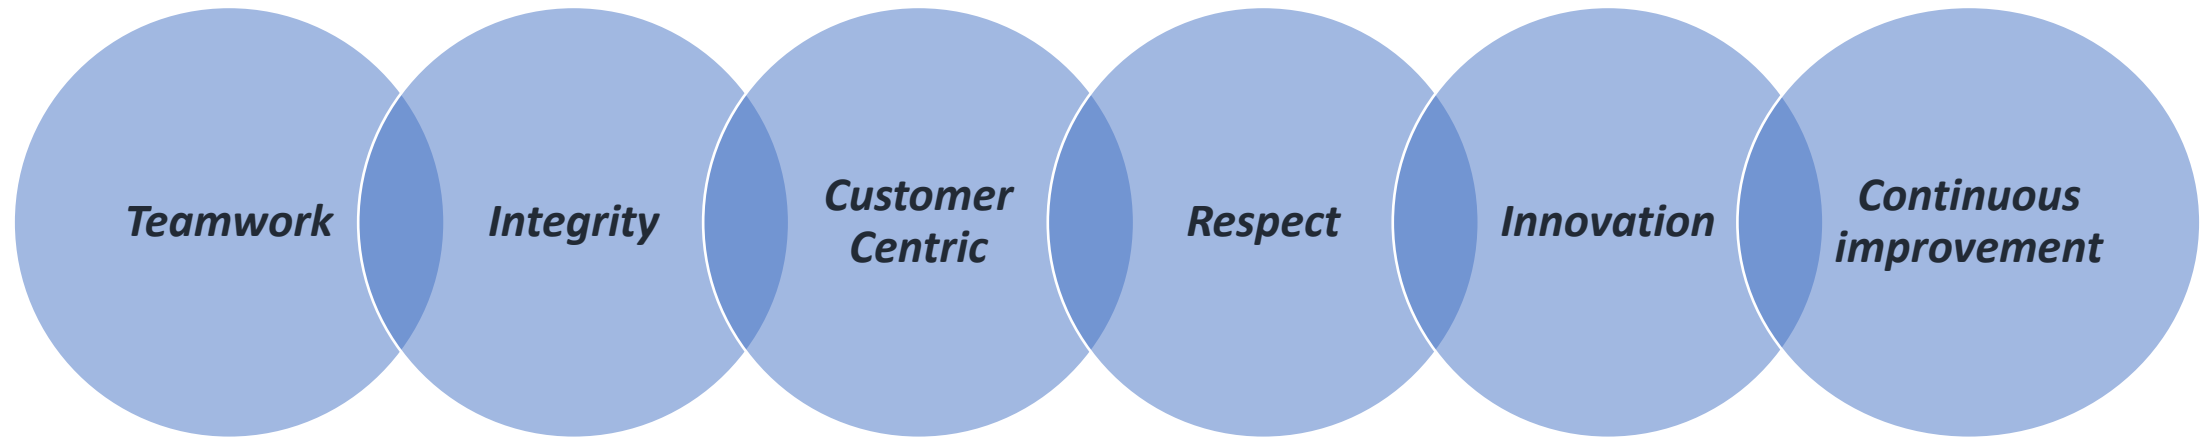 Teamwork
Integrity
Customer
Centric
Respect
Innovation
Continuous
improvement